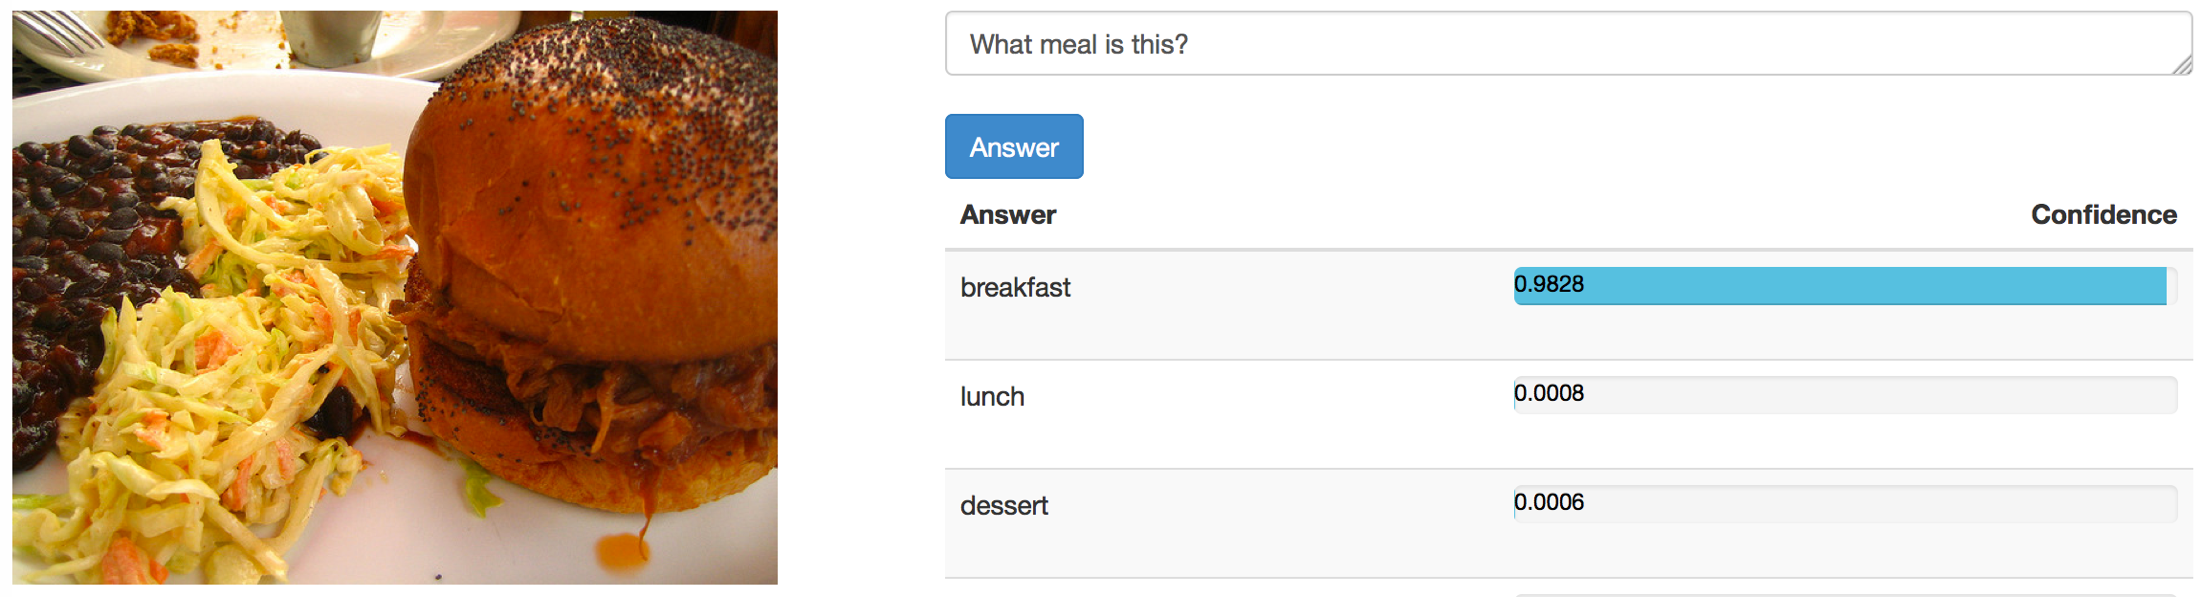 What meal is this?
Answer
Answer Confidence
breakfast 0.9828
lunch 0.0008
dessert 0.0006